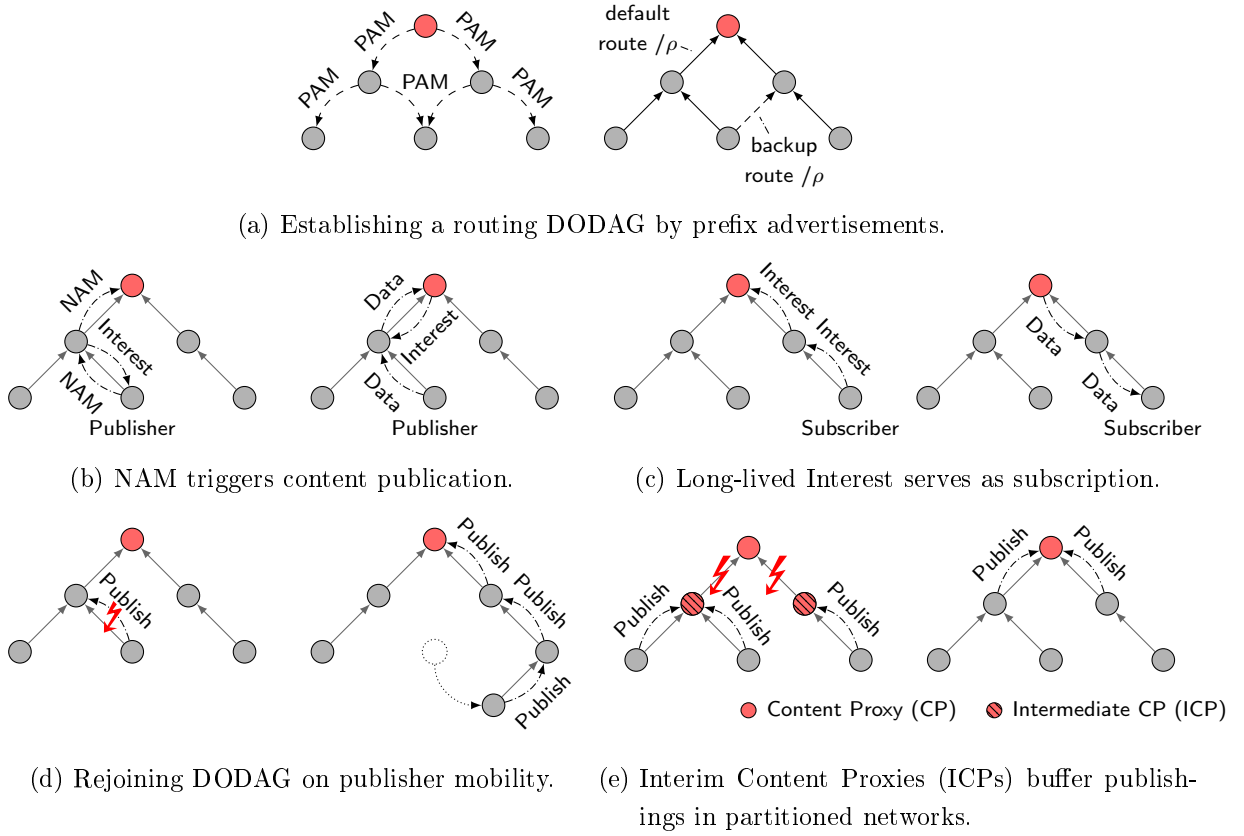 PAM
PAM
PAM
PAM
PAM
default
route /ρ
backup
route /ρ
(a) Establishing a routing DODAG by prefix advertisements.
NAM
Interest
NAM
Publisher
Data
Interest
Data
Publisher
(b) NAM triggers content publication.
Interest
Interest
Subscriber
Data
Data
Subscriber
(c) Long-lived Interest serves as subscription.
Publish
Publish
Publish
Publish
(d) Rejoining DODAG on publisher mobility.
Publish
Publish
Publish
Publish
Publish
Content Proxy (CP)
Intermediate CP (ICP)
(e) Interim Content Proxies (ICPs) buffer publish-
ings in partitioned networks.